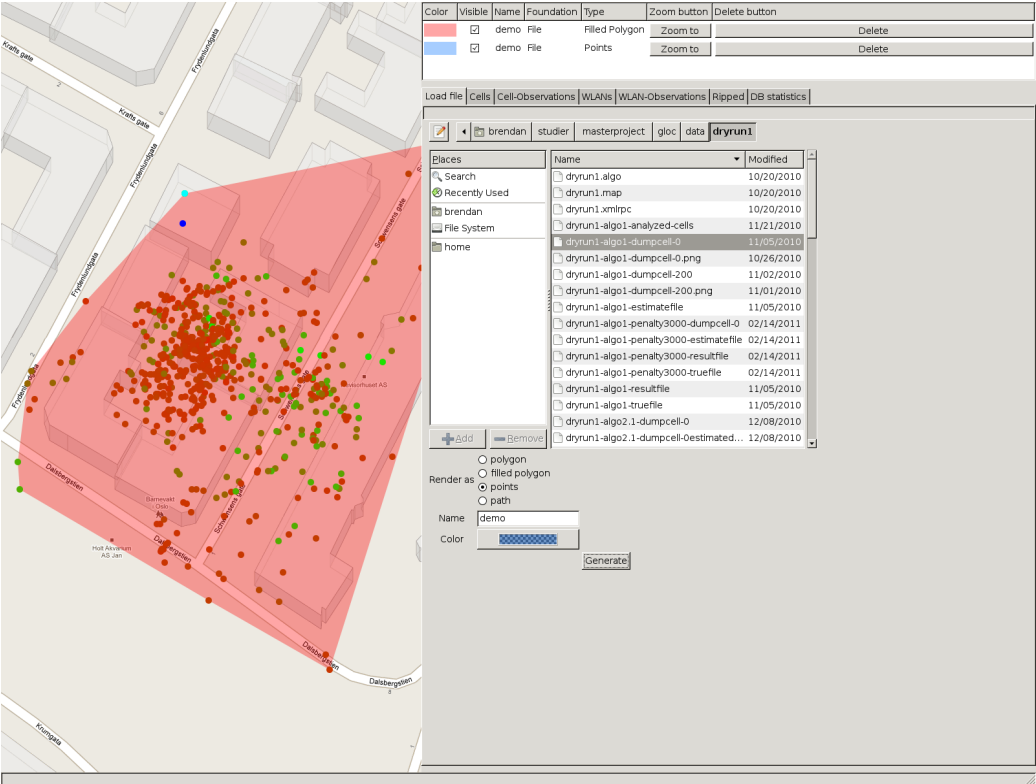 Color Visible Name Foundation Type Zoom button Delete button
demo File Filled Polygon Zoom to Delete
demo File Points Zoom to Delete
Load file Cells Cell-Observations WLANs WLAN-Observations Ripped DB statistics
brendan studier masterproject gloc data dryrun1
Places
Search
Recently Used
brendan
File System
home
Add Remove
Name Modified
dryrun1.algo 10/20/2010
dryrun1.map 10/20/2010
dryrun1.xmlrpc 10/20/2010
dryrun1-algo1-analyzed-cells 11/21/2010
dryrun1-algo1-dumpcell-0 11/05/2010
dryrun1-algo1-dumpcell-0.png 10/26/2010
dryrun1-algo1-dumpcell-200 11/02/2010
dryrun1-algo1-dumpcell-200.png 11/01/2010
dryrun1-algo1-estimatefile 11/05/2010
dryrun1-algo1-penalty3000-dumpcell-0 02/14/2011
dryrun1-algo1-penalty3000-estimatefile 02/14/2011
dryrun1-algo1-penalty3000-resultfile 02/14/2011
dryrun1-algo1-penalty3000-truefile 02/14/2011
dryrun1-algo1-resultfile 11/05/2010
dryrun1-algo1-truefile 11/05/2010
dryrun1-algo2.1-dumpcell-0 12/08/2010
dryrun1-algo2.1-dumpcell-0estimated... 12/08/2010
Render as
polygon
filled polygon
points
path
Name demo
Color
Generate
Krafts gate
Krafts gate
Frydenlundgata
Frydenlundgata
Frydenlundgata
Schwensens gate
Schwensens gate
Dalsbergstien
Barnevakt
Oslo
Holt Akvarium
AS Jan
Dalsbergstien
Dalsbergstien
Dalsbergstien
8
Krumgata